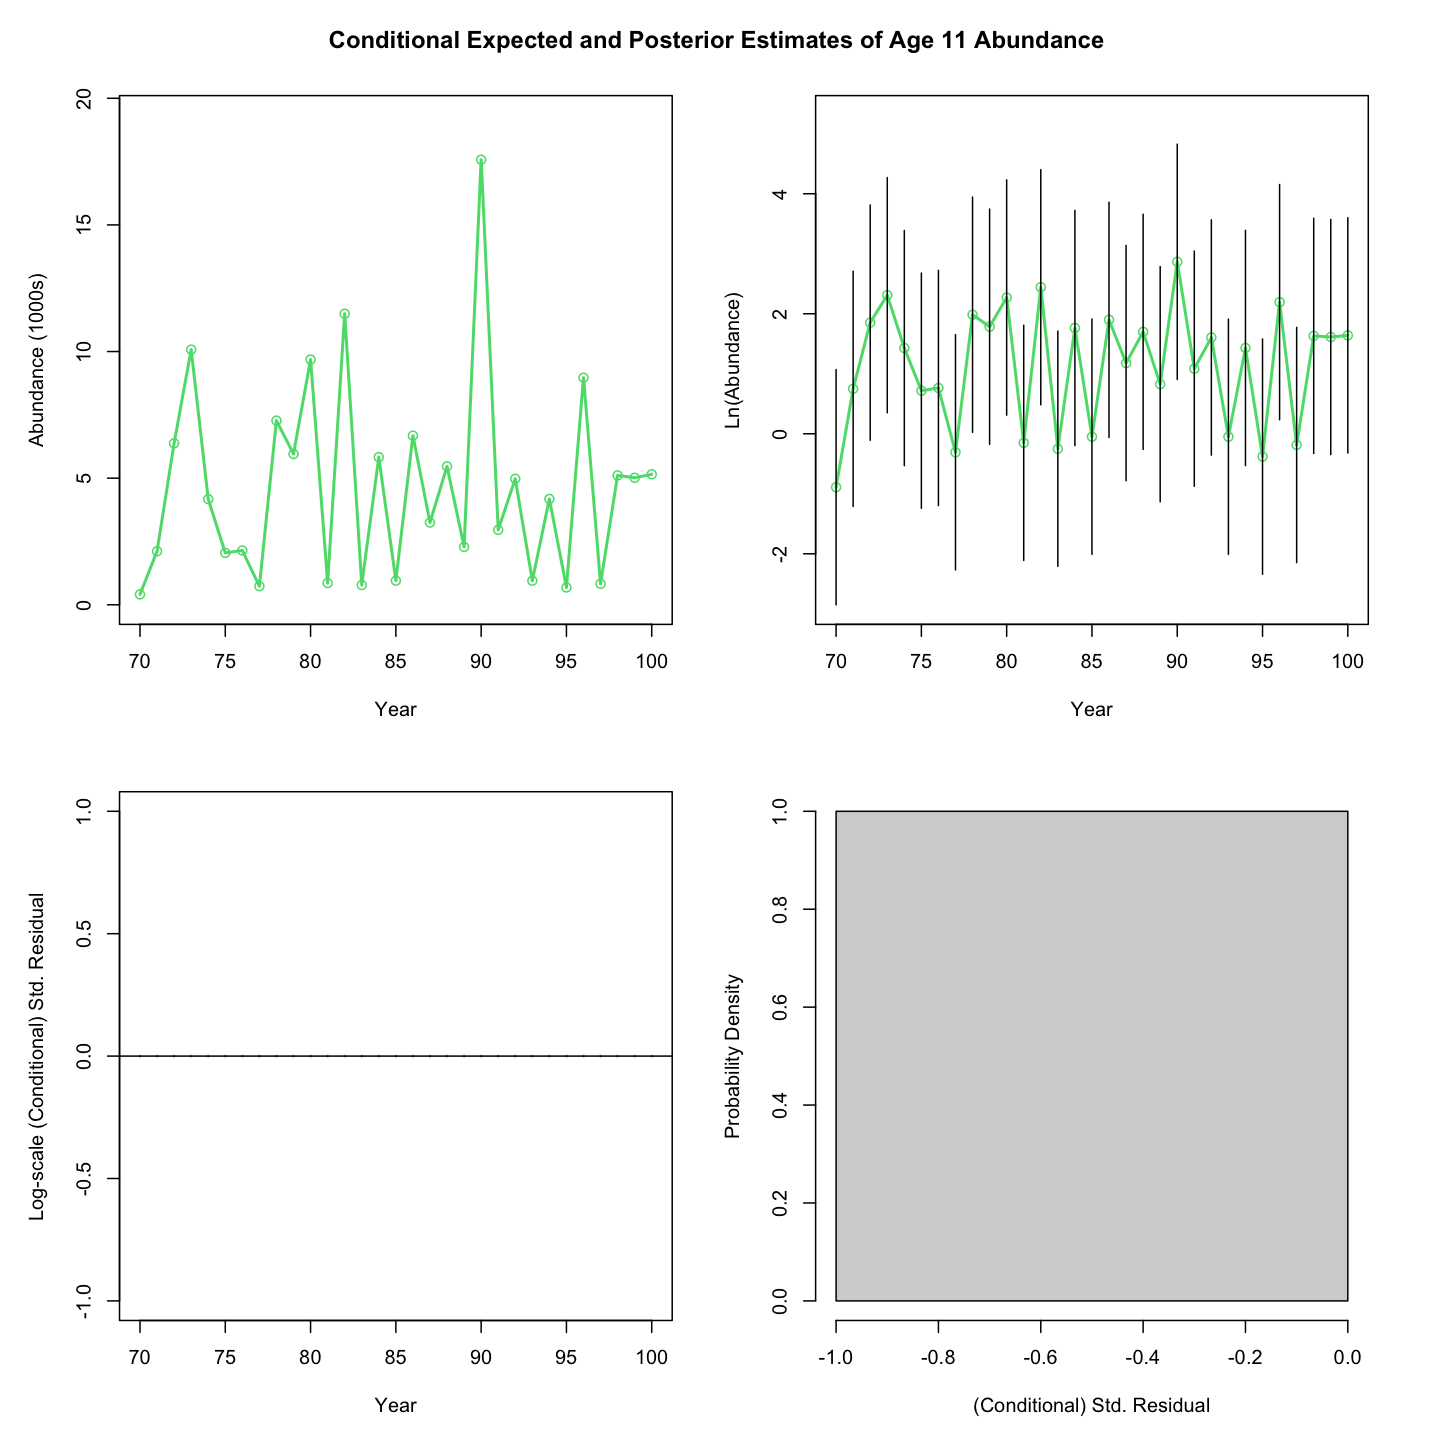 Conditional Expected and Posterior Estimates of Age 11 Abundance
Abundance (1000s)
20
15
10
5
0
70 75 80 85 90 95 100
Year
Ln(Abundance)
4
2
0
-2
70 75 80 85 90 95 100
Year
Log-scale (Conditional) Std. Residual
1.0
0.5
0.0
-0.5
-1.0
70 75 80 85 90 95 100
Year
Probability Density
1.0
0.8
0.6
0.4
0.2
0.0
-1.0 -0.8 -0.6 -0.4 -0.2 0.0
(Conditional) Std. Residual